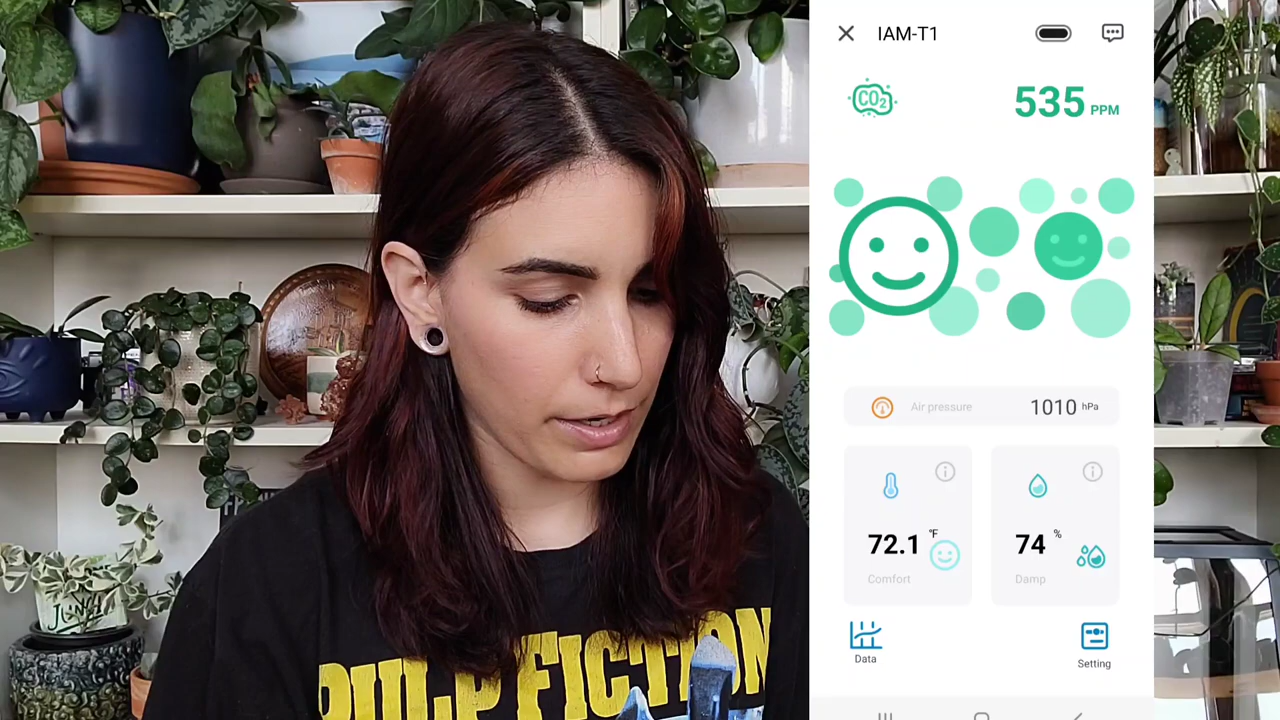 IAM-T1
CO2
535 PPM
Air pressure 1010 hPa
72.1 °F
Comfort
74 %
Damp
Data
Setting
PULP FICTION